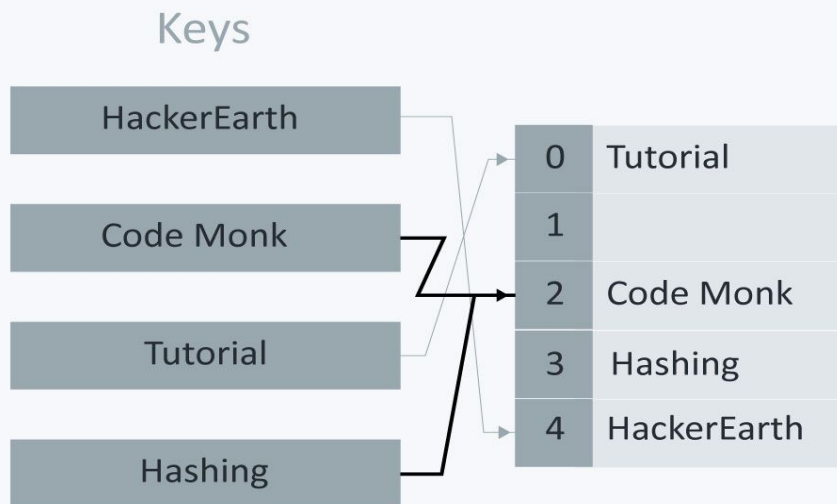 Keys
HackerEarth
Code Monk
Tutorial
Hashing
0 Tutorial
1
2 Code Monk
3 Hashing
4 HackerEarth